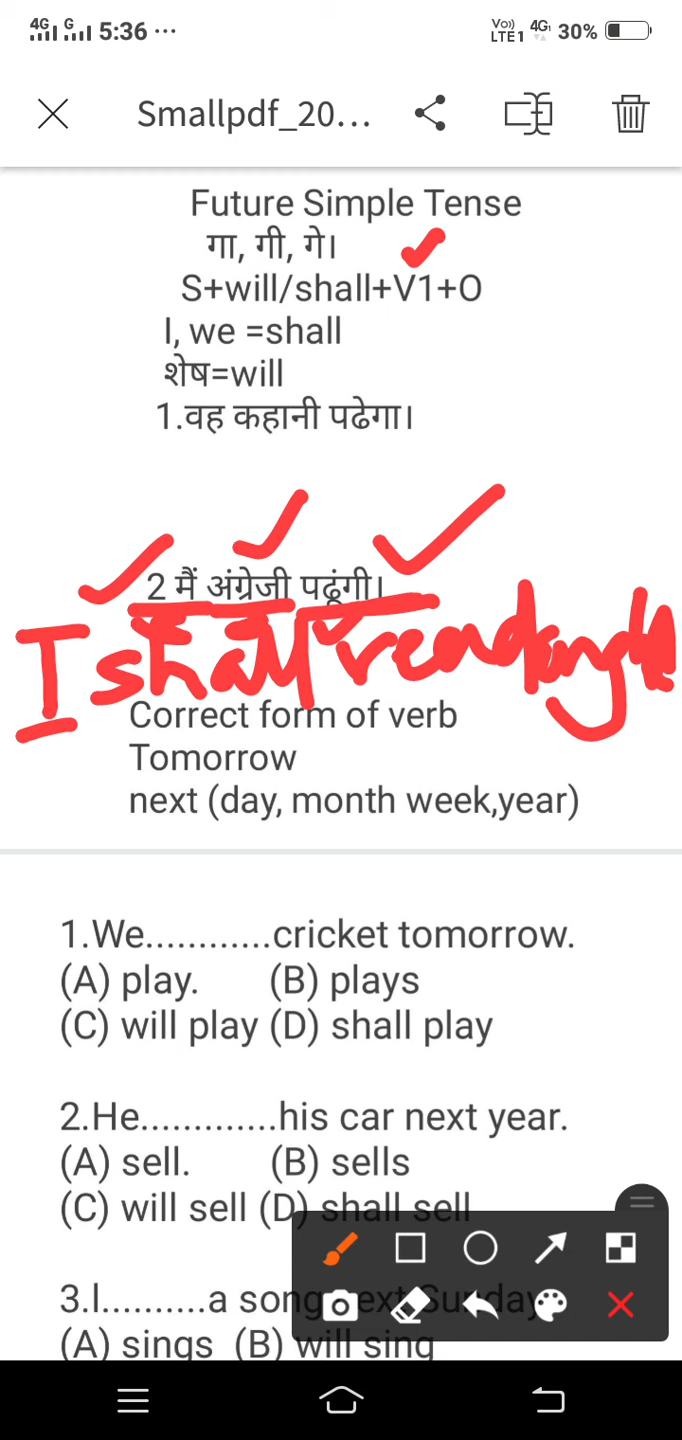 4G G 5:36 ... Vo)) LTE1 4G 30%
Smallpdf_20...
Future Simple Tense
गा, गी, गे।
S+will/shall+V1+O
I, we =shall
शेष=will
1.वह कहानी पढेगा।
2 मैं अंग्रेजी पढूंगी।
I shall read
Correct form of verb
Tomorrow
next (day, month week,year)
1.We............cricket tomorrow.
(A) play. (B) plays
(C) will play (D) shall play
2.He.............his car next year.
(A) sell. (B) sells
(C) will sell (D) shall sell
3.I..........a song next Sunday
(A) sings (B) will sing